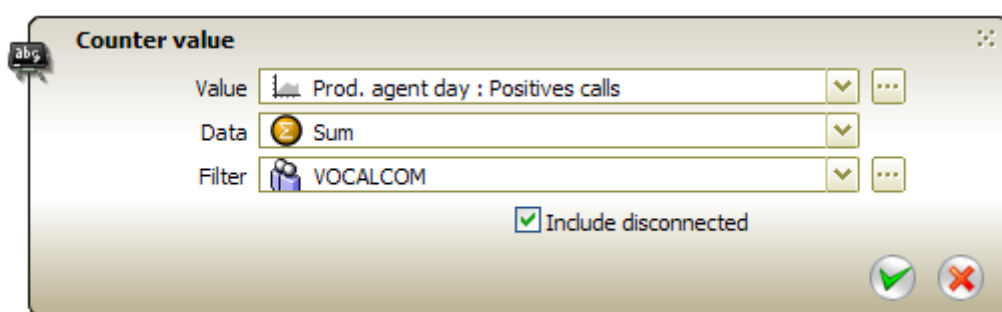 Counter value
abc
Value Prod. agent day : Positives calls ...
Data Σ Sum
Filter VOCALCOM ...
Include disconnected